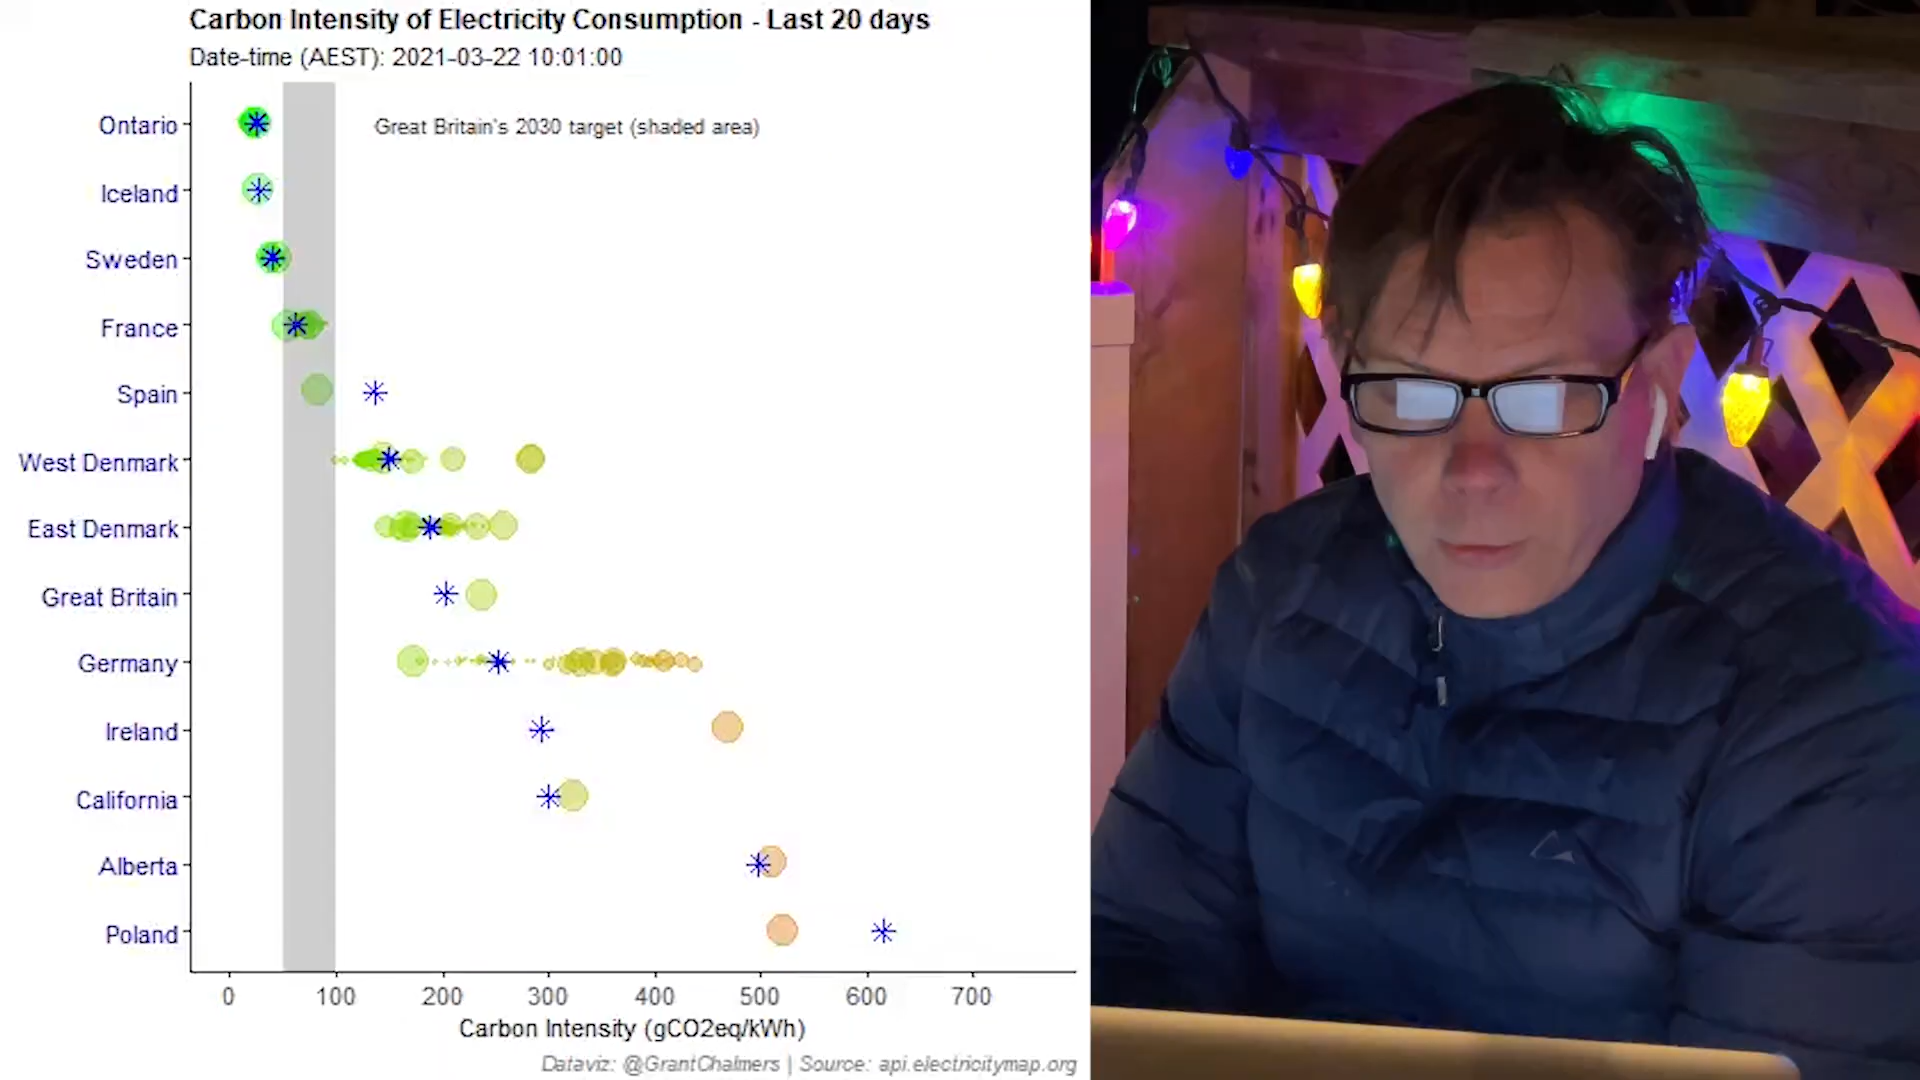 Carbon Intensity of Electricity Consumption - Last 20 days
Date-time (AEST): 2021-03-22 10:01:00
Great Britain's 2030 target (shaded area)
Ontario
Iceland
Sweden
France
Spain
West Denmark
East Denmark
Great Britain
Germany
Ireland
California
Alberta
Poland
0 100 200 300 400 500 600 700
Carbon Intensity (gCO2eq/kWh)
Dataviz: @GrantChalmers | Source: api.electricitymap.org